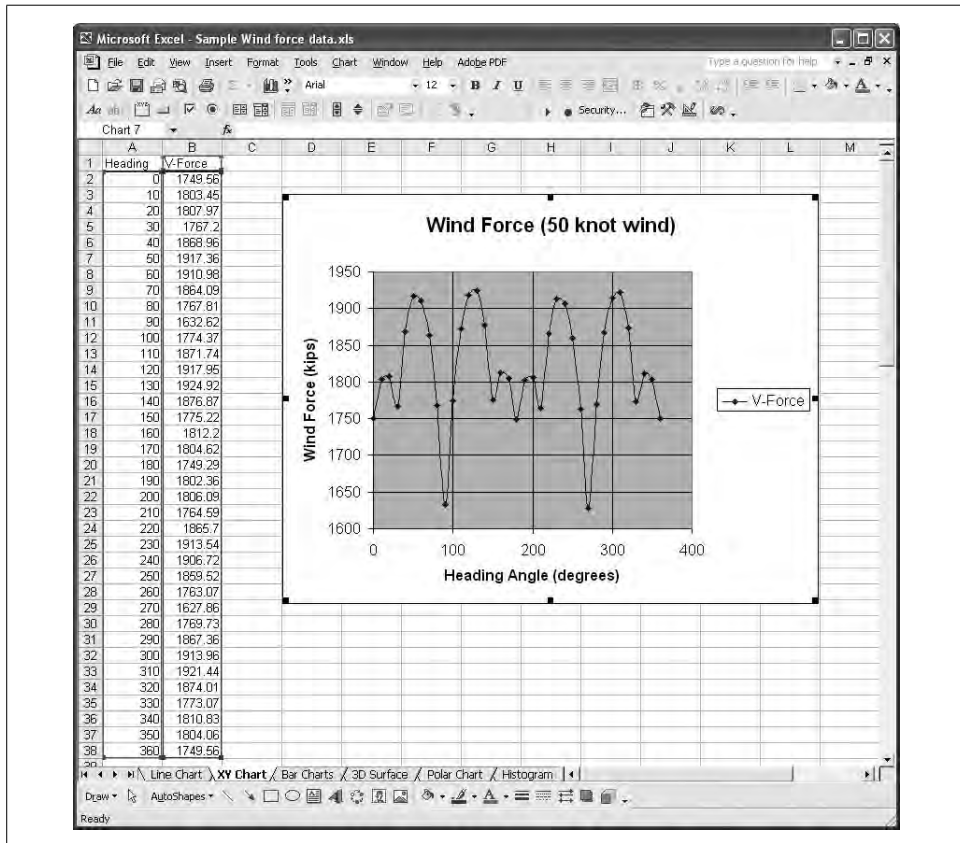 Microsoft Excel - Sample Wind force data.xls
File Edit View Insert Format Tools Chart Window Help Adobe PDF Type a question for help
Arial 12 B I U
Security...
Chart 7 fx
A B C D E F G H I J K L M
1 Heading V-Force
2 0 1749.56
3 10 1803.45
4 20 1807.97
5 30 1767.2
6 40 1868.96
7 50 1917.36
8 60 1910.98
9 70 1864.09
10 80 1767.81
11 90 1632.62
12 100 1774.37
13 110 1871.74
14 120 1917.95
15 130 1924.92
16 140 1876.87
17 150 1775.22
18 160 1812.2
19 170 1804.62
20 180 1749.29
21 190 1802.36
22 200 1806.09
23 210 1764.59
24 220 1865.7
25 230 1913.54
26 240 1906.72
27 250 1859.52
28 260 1763.07
29 270 1627.86
30 280 1769.73
31 290 1867.36
32 300 1913.96
33 310 1921.44
34 320 1874.01
35 330 1773.07
36 340 1810.83
37 350 1804.06
38 360 1749.56
Wind Force (50 knot wind)
Wind Force (kips)
1950
1900
1850
1800
1750
1700
1650
1600
0 100 200 300 400
Heading Angle (degrees)
V-Force
Line Chart XY Chart Bar Charts 3D Surface Polar Chart Histogram
Draw AutoShapes
Ready